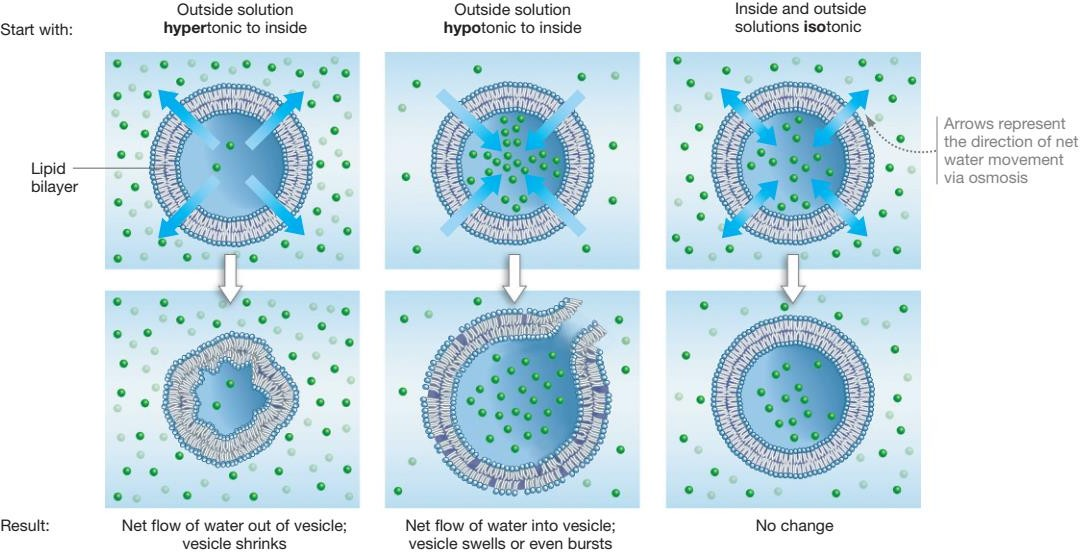 Start with:
Outside solution
hypertonic to inside
Outside solution
hypotonic to inside
Inside and outside
solutions isotonic
Lipid
bilayer
Arrows represent
the direction of net
water movement
via osmosis
Result:
Net flow of water out of vesicle;
vesicle shrinks
Net flow of water into vesicle;
vesicle swells or even bursts
No change